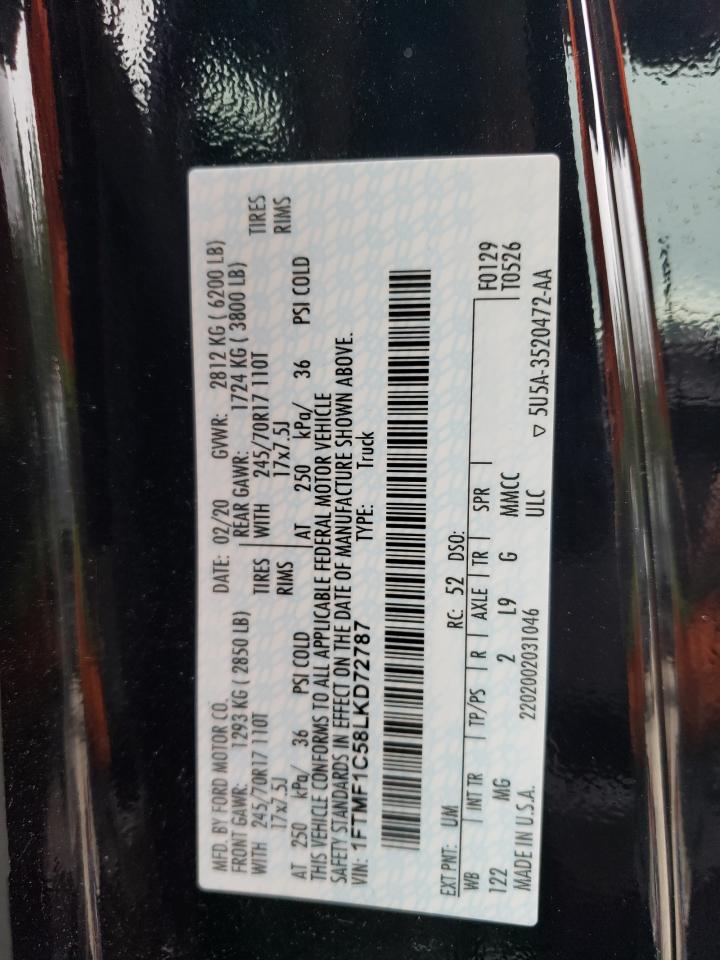 MFD. BY FORD MOTOR CO. DATE: 02/20 GVWR: 2812 KG ( 6200 LB)
FRONT GAWR: 1293 KG ( 2850 LB) REAR GAWR: 1724 KG ( 3800 LB)
WITH 245/70R17 110T TIRES WITH 245/70R17 110T TIRES
17x7.5J RIMS 17x7.5J RIMS
AT 250 kPa/ 36 PSI COLD AT 250 kPa/ 36 PSI COLD
THIS VEHICLE CONFORMS TO ALL APPLICABLE FEDERAL MOTOR VEHICLE
SAFETY STANDARDS IN EFFECT ON THE DATE OF MANUFACTURE SHOWN ABOVE.
VIN: 1FTMF1C58LKD72787 TYPE: Truck
EXT PNT: UM RC: 52 DSO:
WB INT TR TP/PS R AXLE TR SPR F0129
122 MG 2 L9 G MMCC T0526
MADE IN U.S.A. 2202002031046 ULC
▽ 5U5A-3520472-AA